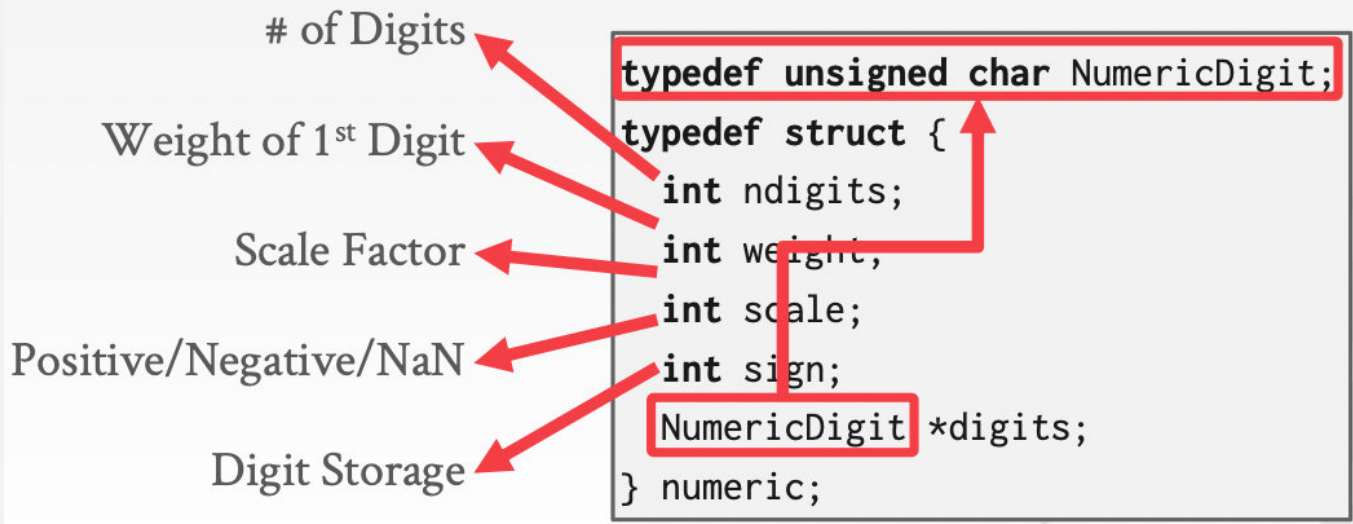 # of Digits
Weight of 1st Digit
Scale Factor
Positive/Negative/NaN
Digit Storage
typedef unsigned char NumericDigit;
typedef struct {
int ndigits;
int weight;
int scale;
int sign;
NumericDigit *digits;
} numeric;